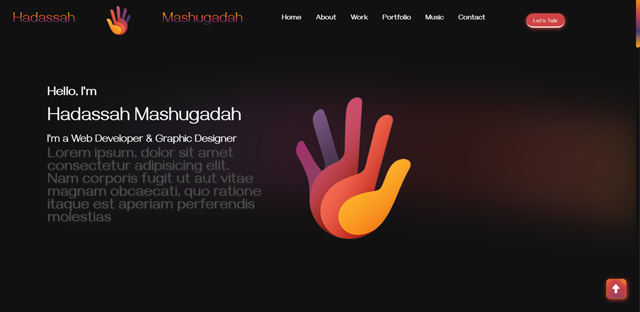 Hadassah Mashugadah Home About Work Portfolio Music Contact Let's Talk
Hello, I'm
Hadassah Mashugadah
I'm a Web Developer & Graphic Designer
Lorem ipsum, dolor sit amet
consectetur adipisicing elit.
Nam corporis fugit ut aut vitae
magnam obcaecati, quo ratione
itaque est aperiam perferendis
molestias